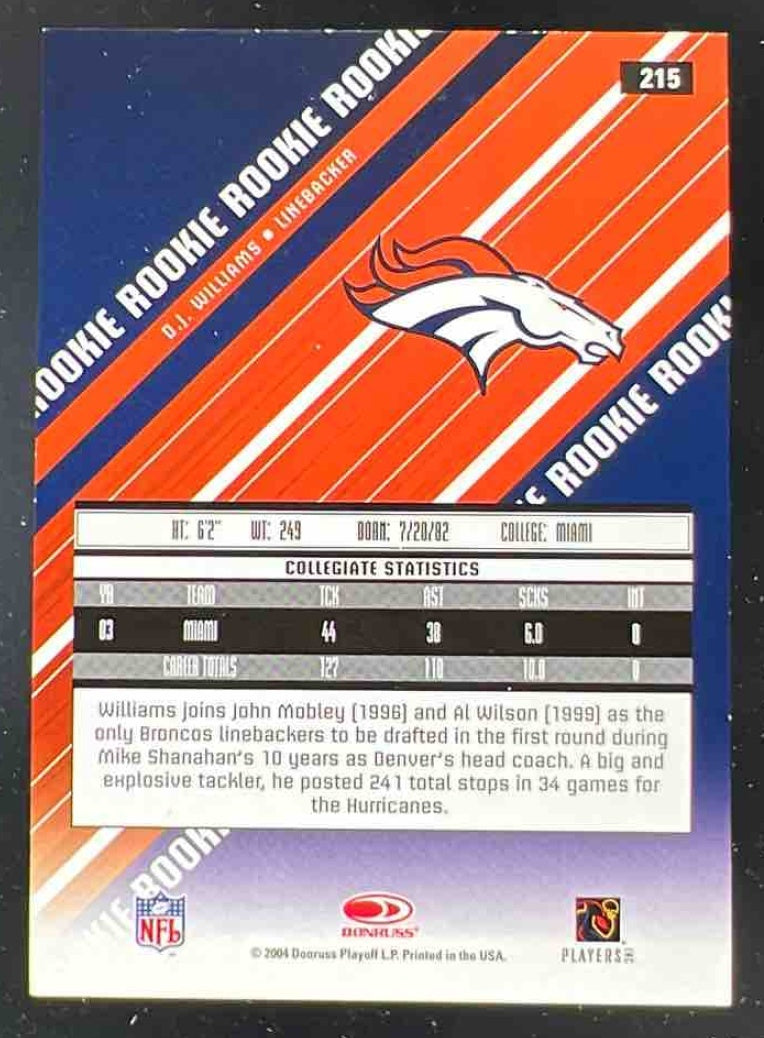 215
ROOKIE ROOKIE ROOKIE ROOKIE
D.J. WILLIAMS • LINEBACKER
ROOKIE ROOKIE
HT: 6'2" WT: 249 BORN: 7/20/82 COLLEGE: MIAMI
COLLEGIATE STATISTICS
YR TEAM TCK AST SCKS INT
03 MIAMI 44 38 6.0 0
CAREER TOTALS 127 110 10.0 0
Williams joins John Mobley (1996) and Al Wilson (1999) as the
only Broncos linebackers to be drafted in the first round during
Mike Shanahan's 10 years as Denver's head coach. A big and
explosive tackler, he posted 241 total stops in 34 games for
the Hurricanes.
ROOKIE
NFL
DONRUSS
PLAYERS INC
© 2004 Donruss Playoff L.P. Printed in the USA.